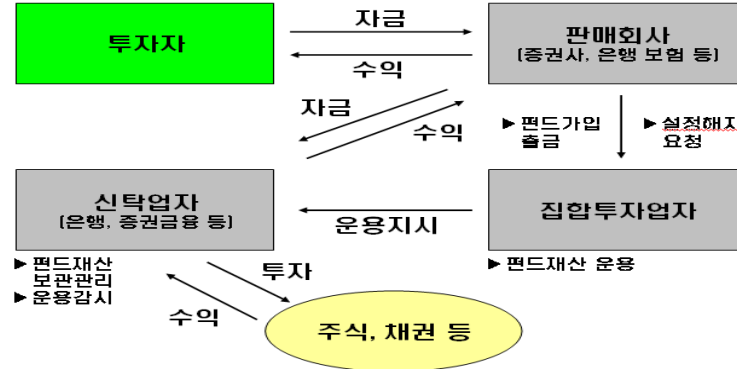 투자자
자금
수익
판매회사
(증권사, 은행 보험 등)
자금
수익
▶ 펀드가입
출금
▶ 설정해지
요청
신탁업자
(은행, 증권금융 등)
운용지시
집합투자업자
▶ 펀드재산
보관관리
▶ 운용감시
투자
수익
▶ 펀드재산 운용
주식, 채권 등